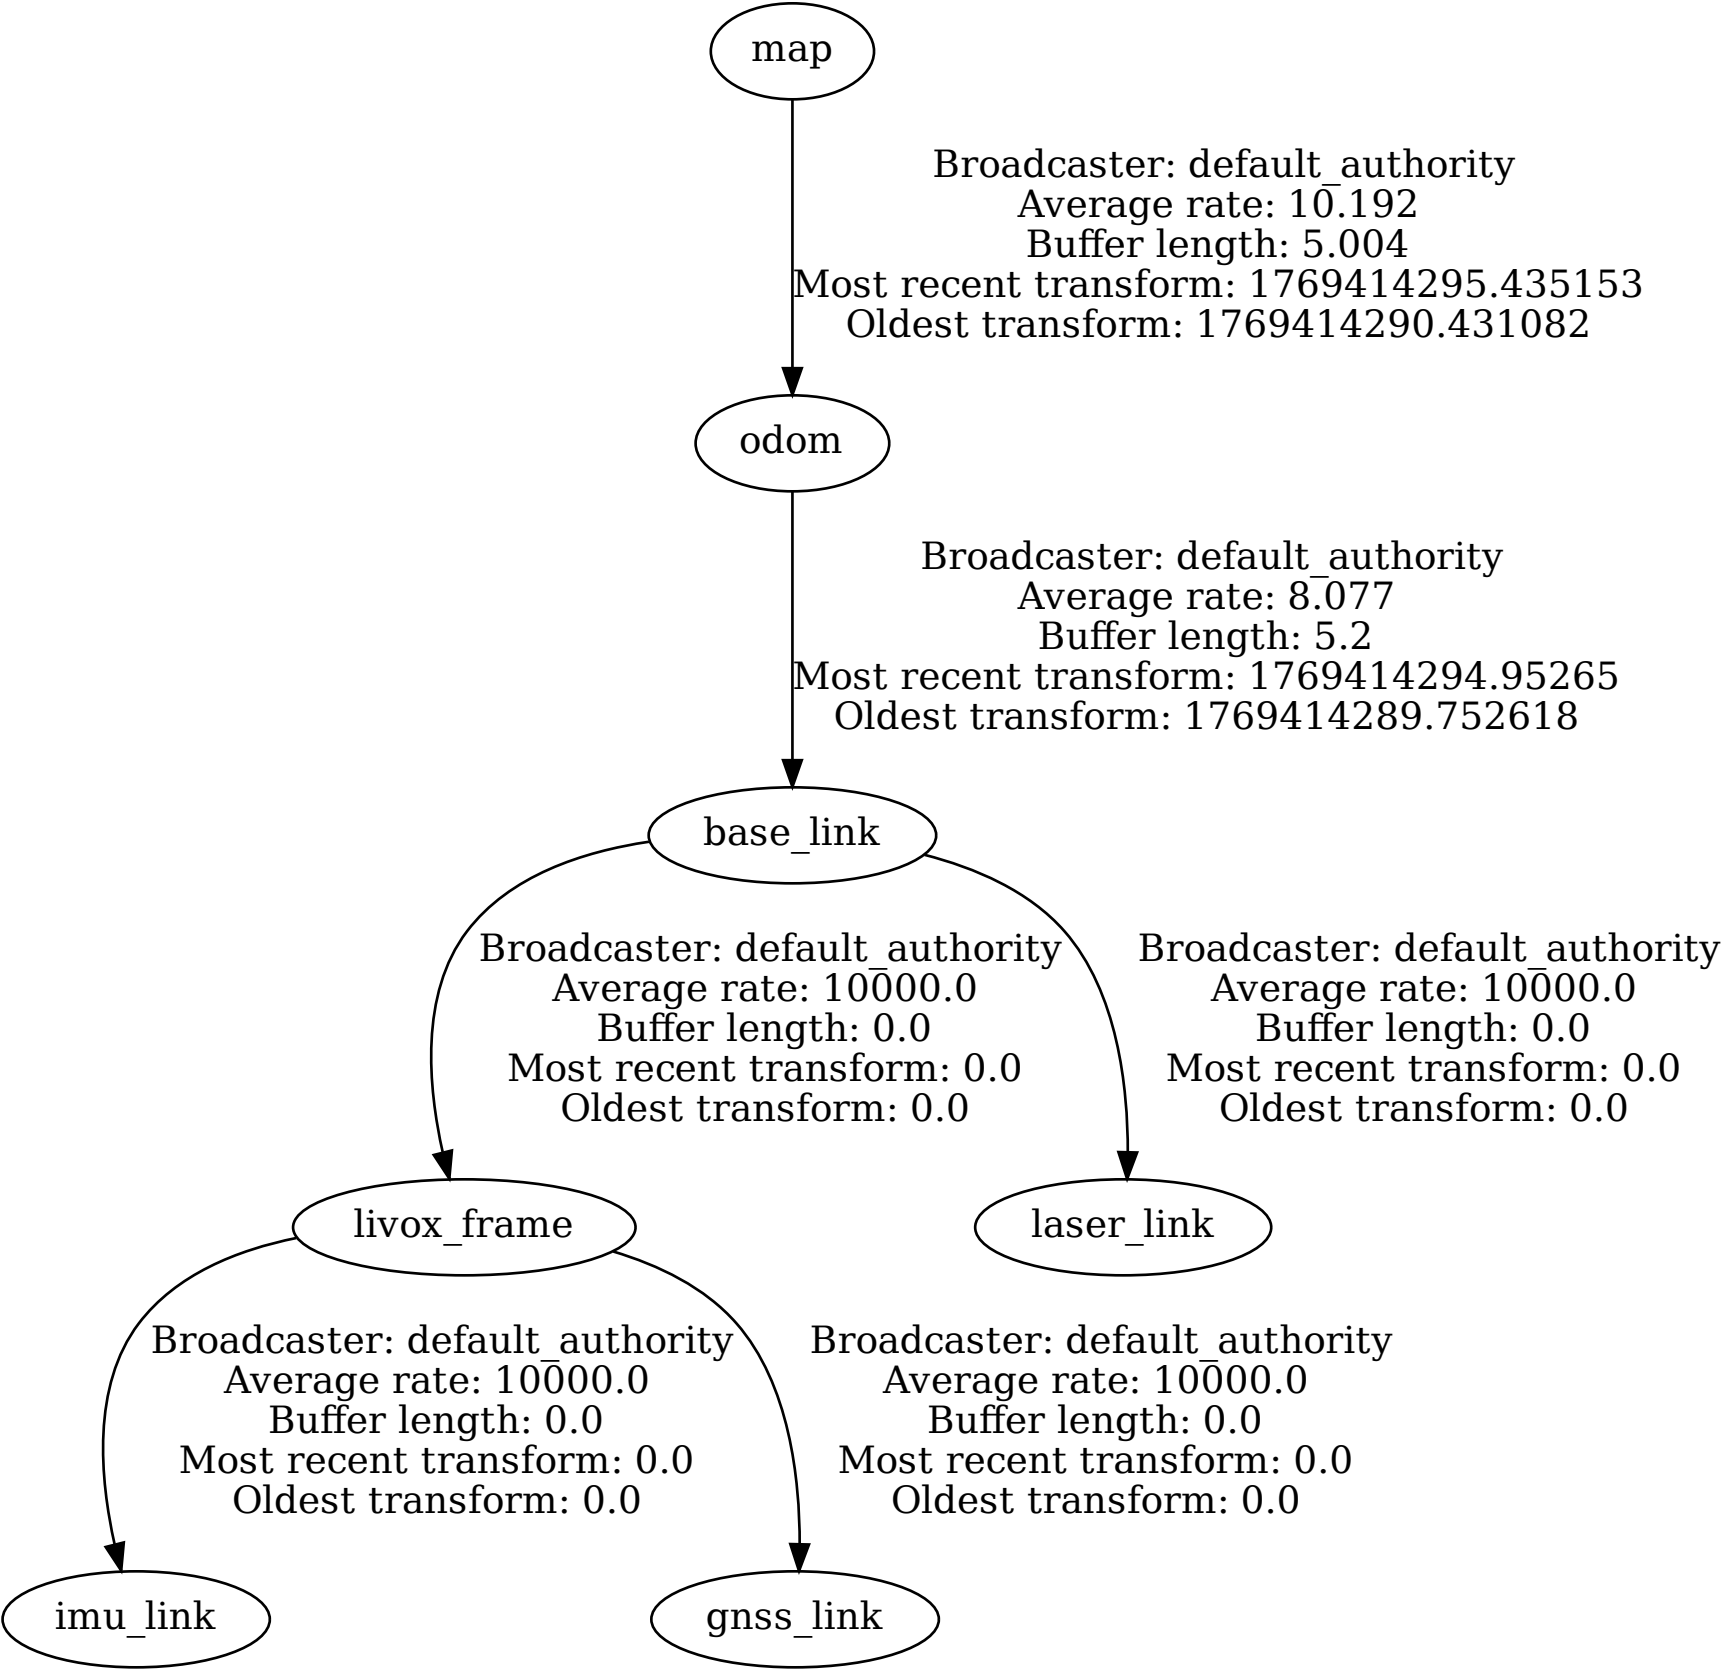 map
Broadcaster: default_authority
Average rate: 10.192
Buffer length: 5.004
Most recent transform: 1769414295.435153
Oldest transform: 1769414290.431082
odom
Broadcaster: default_authority
Average rate: 8.077
Buffer length: 5.2
Most recent transform: 1769414294.95265
Oldest transform: 1769414289.752618
base_link
Broadcaster: default_authority
Average rate: 10000.0
Buffer length: 0.0
Most recent transform: 0.0
Oldest transform: 0.0
Broadcaster: default_authority
Average rate: 10000.0
Buffer length: 0.0
Most recent transform: 0.0
Oldest transform: 0.0
livox_frame
laser_link
Broadcaster: default_authority
Average rate: 10000.0
Buffer length: 0.0
Most recent transform: 0.0
Oldest transform: 0.0
Broadcaster: default_authority
Average rate: 10000.0
Buffer length: 0.0
Most recent transform: 0.0
Oldest transform: 0.0
imu_link
gnss_link